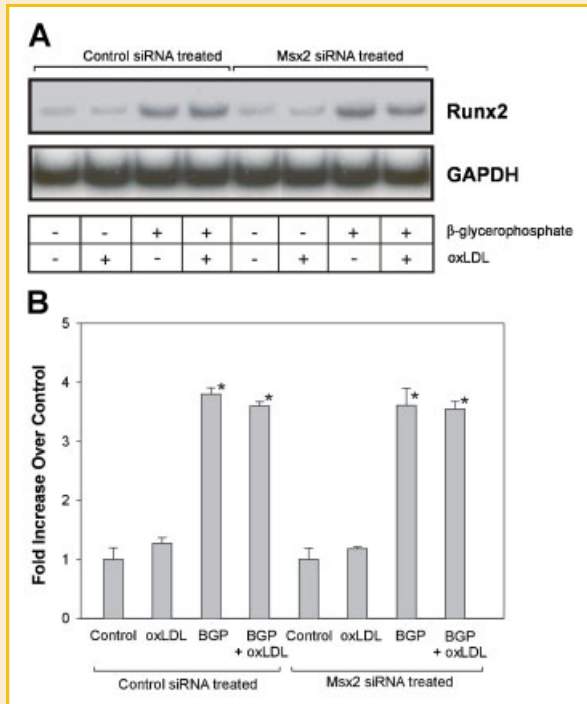 A
Control siRNA treated Msx2 siRNA treated
Runx2
GAPDH
- - + + - - + + β-glycerophosphate
- + - + - + - + oxLDL
B
5
4
3
2
1
0
Fold Increase Over Control
* * * *
Control oxLDL BGP BGP + oxLDL Control oxLDL BGP BGP + oxLDL
Control siRNA treated Msx2 siRNA treated